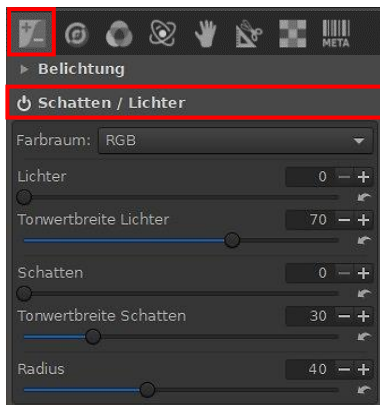 META
Belichtung
Schatten / Lichter
Farbraum: RGB
Lichter 0
Tonwertbreite Lichter 70
Schatten 0
Tonwertbreite Schatten 30
Radius 40